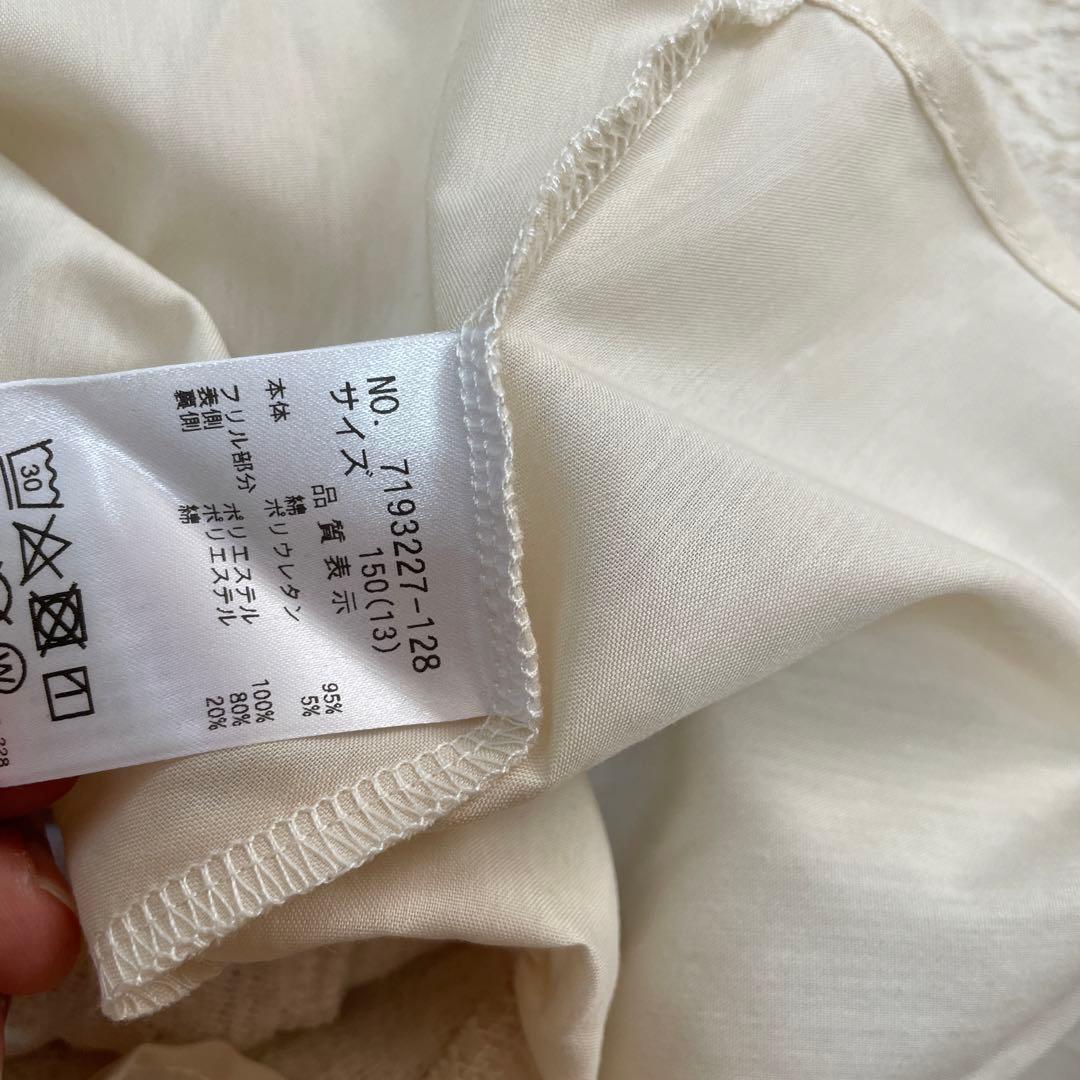 NO. 7193227-128
サイズ 150(13)
品質表示
本体 綿 95%
ポリウレタン 5%
フリル部分
表側 ポリエステル 100%
裏側 ポリエステル 80%
綿 20%
30
W